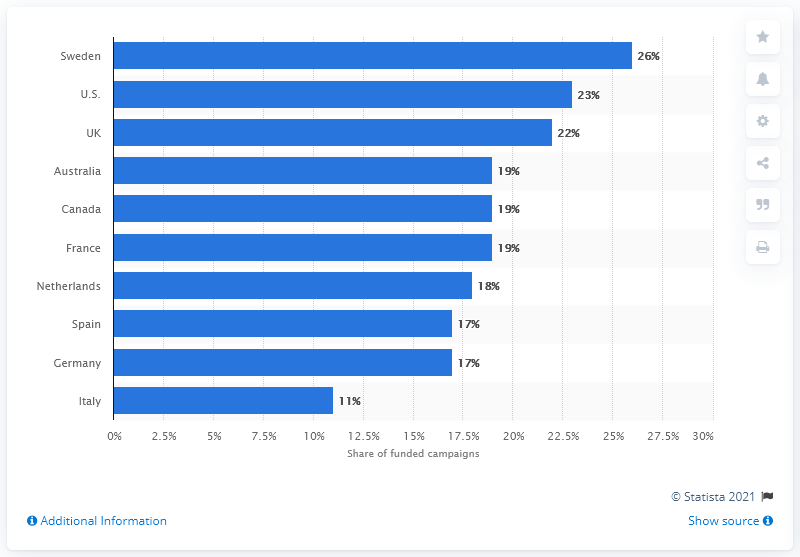 Sweden 26%
U.S. 23%
UK 22%
Australia 19%
Canada 19%
France 19%
Netherlands 18%
Spain 17%
Germany 17%
Italy 11%
0% 2.5% 5% 7.5% 10% 12.5% 15% 17.5% 20% 22.5% 25% 27.5% 30%
Share of funded campaigns
© Statista 2021
Additional Information Show source